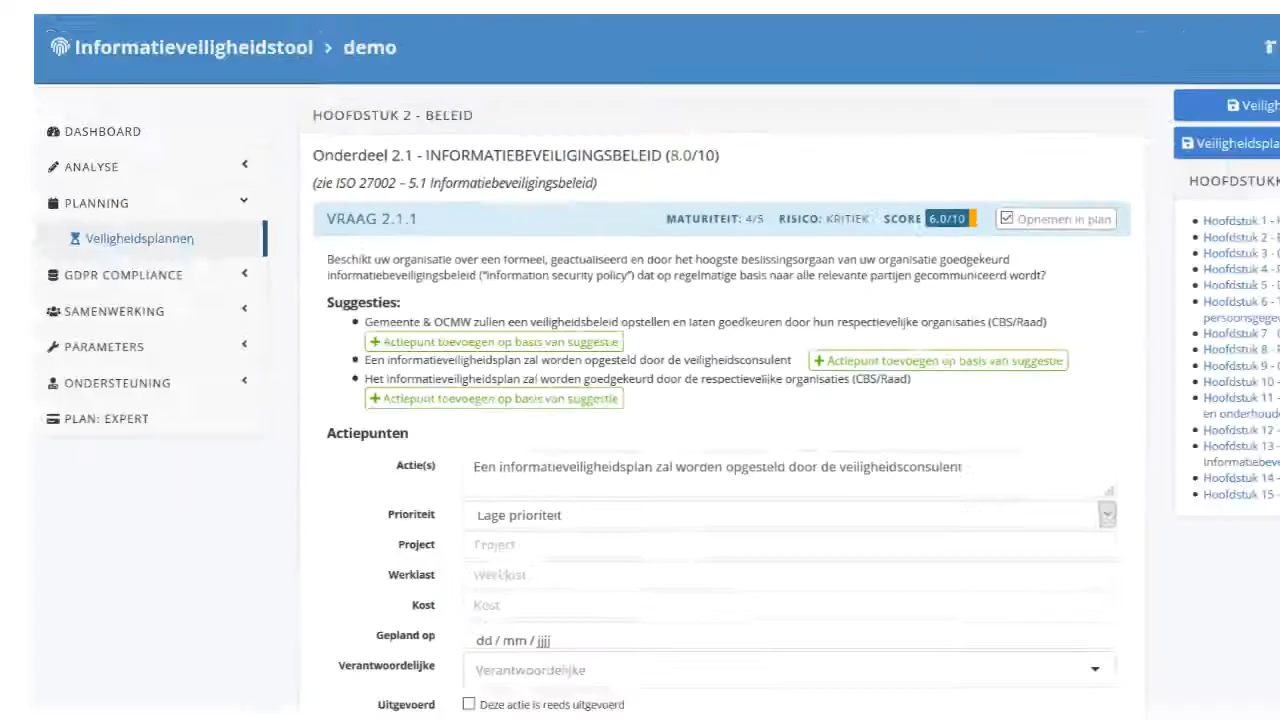 Informatieveiligheidstool > demo
DASHBOARD
ANALYSE
PLANNING
Veiligheidsplannen
GDPR COMPLIANCE
SAMENWERKING
PARAMETERS
ONDERSTEUNING
PLAN: EXPERT
HOOFDSTUK 2 - BELEID
Onderdeel 2.1 - INFORMATIEBEVEILIGINGSBELEID (8.0/10)
(zie ISO 27002 – 5.1 Informatiebeveiligingsbeleid)
VRAAG 2.1.1 MATURITEIT: 4/5 RISICO: KRITIEK SCORE 6.0/10 Opnemen in plan
Beschikt uw organisatie over een formeel, geactualiseerd en door het hoogste beslissingsorgaan van uw organisatie goedgekeurd
informatiebeveiligingsbeleid (“information security policy”) dat op regelmatige basis naar alle relevante partijen gecommuniceerd wordt?
Suggesties:
Gemeente & OCMW zullen een veiligheidsbeleid opstellen en laten goedkeuren door hun respectievelijke organisaties (CBS/Raad)
Actiepunt toevoegen op basis van suggestie
Een informatieveiligheidsplan zal worden opgesteld door de veiligheidsconsulent Actiepunt toevoegen op basis van suggestie
Het informatieveiligheidsplan zal worden goedgekeurd door de respectievelijke organisaties (CBS/Raad)
Actiepunt toevoegen op basis van suggestie
Actiepunten
Actie(s) Een informatieveiligheidsplan zal worden opgesteld door de veiligheidsconsulent
Prioriteit Lage prioriteit
Project Project
Werklast Werklast
Kost Kost
Gepland op dd / mm / jjjj
Verantwoordelijke Verantwoordelijke
Uitgevoerd Deze actie is reeds uitgevoerd
Veiligh
Veiligheidspla
HOOFDSTUKK
Hoofdstuk 1 -
Hoofdstuk 2 -
Hoofdstuk 3 -
Hoofdstuk 4 -
Hoofdstuk 5 -
Hoofdstuk 6 -
persoonsgegev
Hoofdstuk 7
Hoofdstuk 8 -
Hoofdstuk 9 -
Hoofdstuk 10 -
Hoofdstuk 11 -
en onderhoud
Hoofdstuk 12 -
Hoofdstuk 13 -
Informatiebeve
Hoofdstuk 14 -
Hoofdstuk 15 -